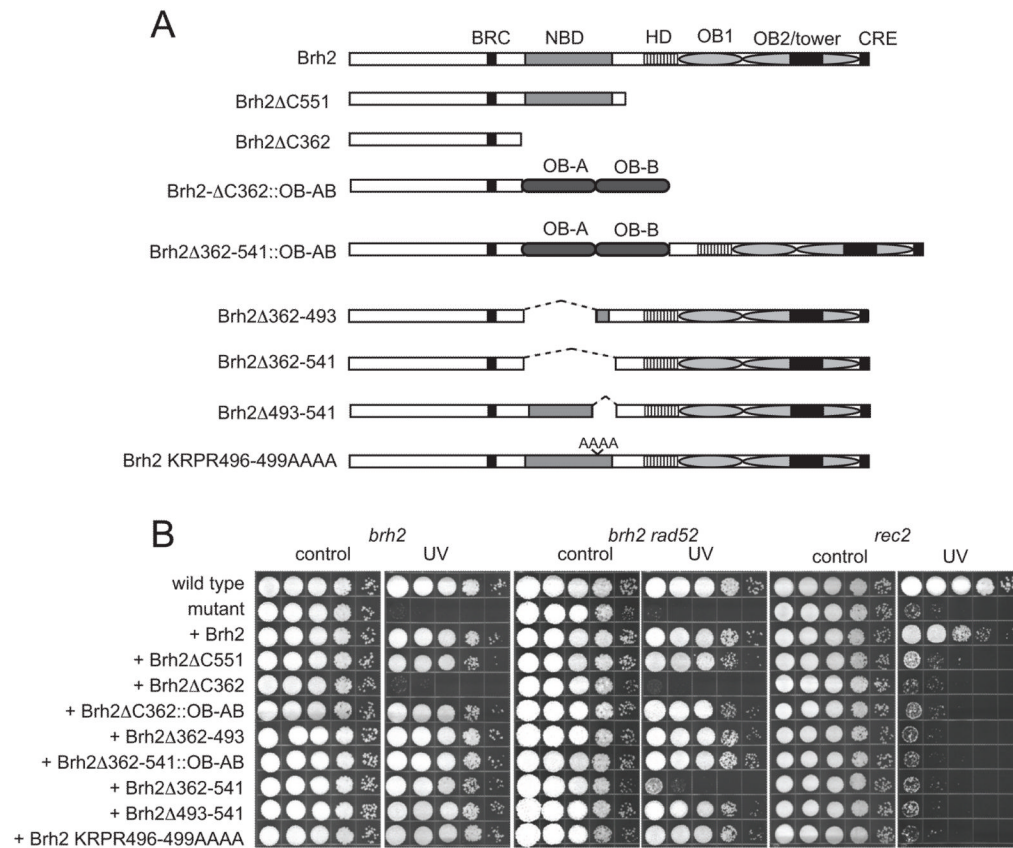 A
BRC NBD HD OB1 OB2/tower CRE
Brh2
Brh2ΔC551
Brh2ΔC362
OB-A OB-B
Brh2-ΔC362::OB-AB
OB-A OB-B
Brh2Δ362-541::OB-AB
Brh2Δ362-493
Brh2Δ362-541
Brh2Δ493-541
AAAA
Brh2 KRPR496-499AAAA
B
brh2 brh2 rad52 rec2
control UV control UV control UV
wild type
mutant
+ Brh2
+ Brh2ΔC551
+ Brh2ΔC362
+ Brh2ΔC362::OB-AB
+ Brh2Δ362-493
+ Brh2Δ362-541::OB-AB
+ Brh2Δ362-541
+ Brh2Δ493-541
+ Brh2 KRPR496-499AAAA